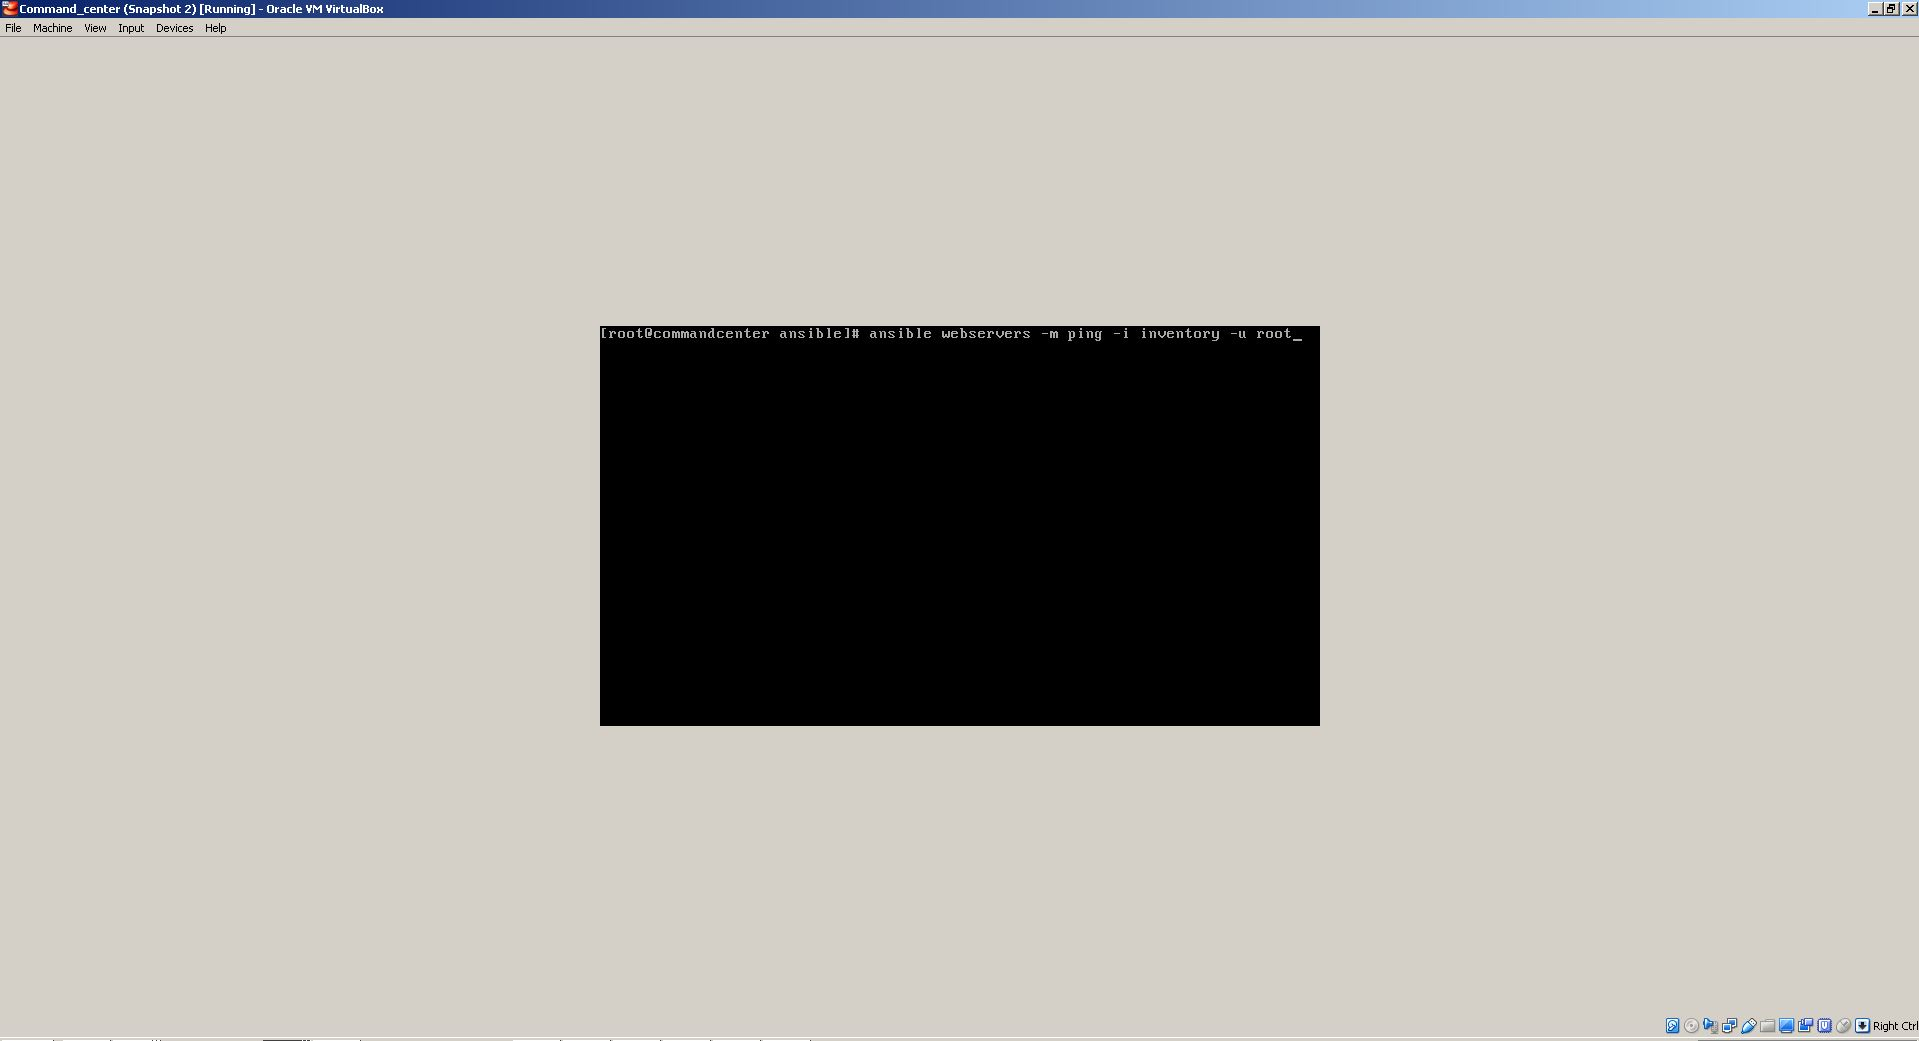 Command_center (Snapshot 2) [Running] - Oracle VM VirtualBox
File Machine View Input Devices Help
[root@commandcenter ansible]# ansible webservers -m ping -i inventory -u root_
Right Ctrl